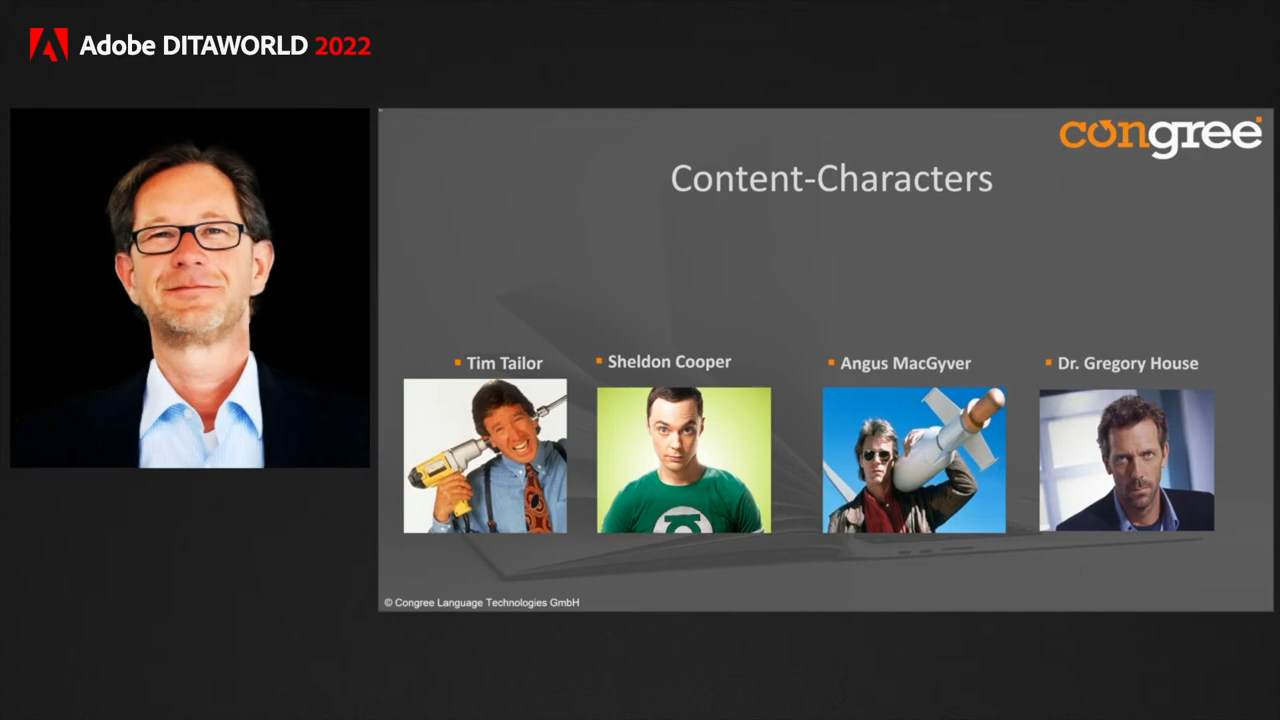 Adobe DITAWORLD 2022
congree
Content-Characters
Tim Tailor
Sheldon Cooper
Angus MacGyver
Dr. Gregory House
© Congree Language Technologies GmbH